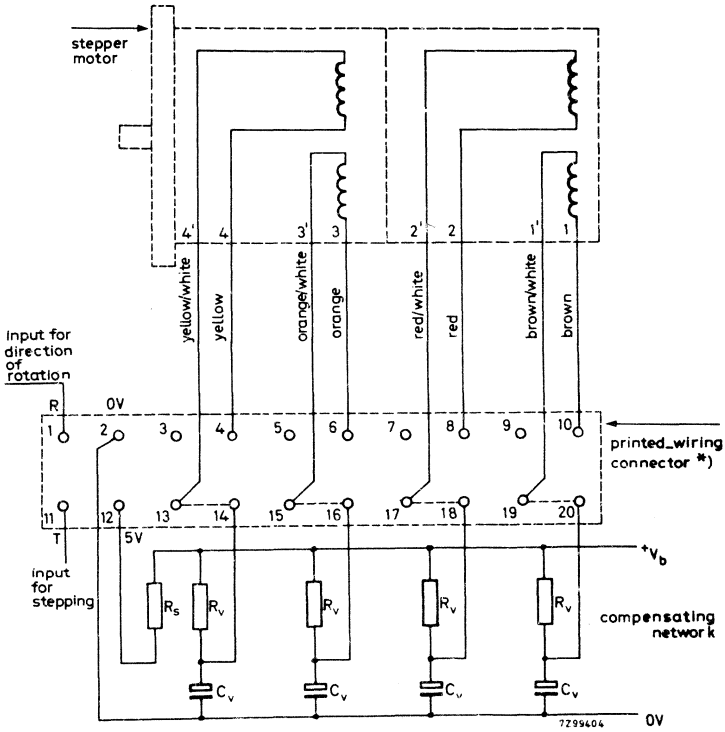 stepper
motor
4' 4 3' 3 2' 2 1' 1
yellow/white
yellow
orange/white
orange
red/white
red
brown/white
brown
input for
direction
of
rotation
R 0V
1 2 3 4 5 6 7 8 9 10
printed_wiring
connector *)
11 12 13 14 15 16 17 18 19 20
T 5V
input
for
stepping
+Vb
Rs Rv Rv Rv Rv
compensating
network
Cv Cv Cv Cv
7Z99404 0V